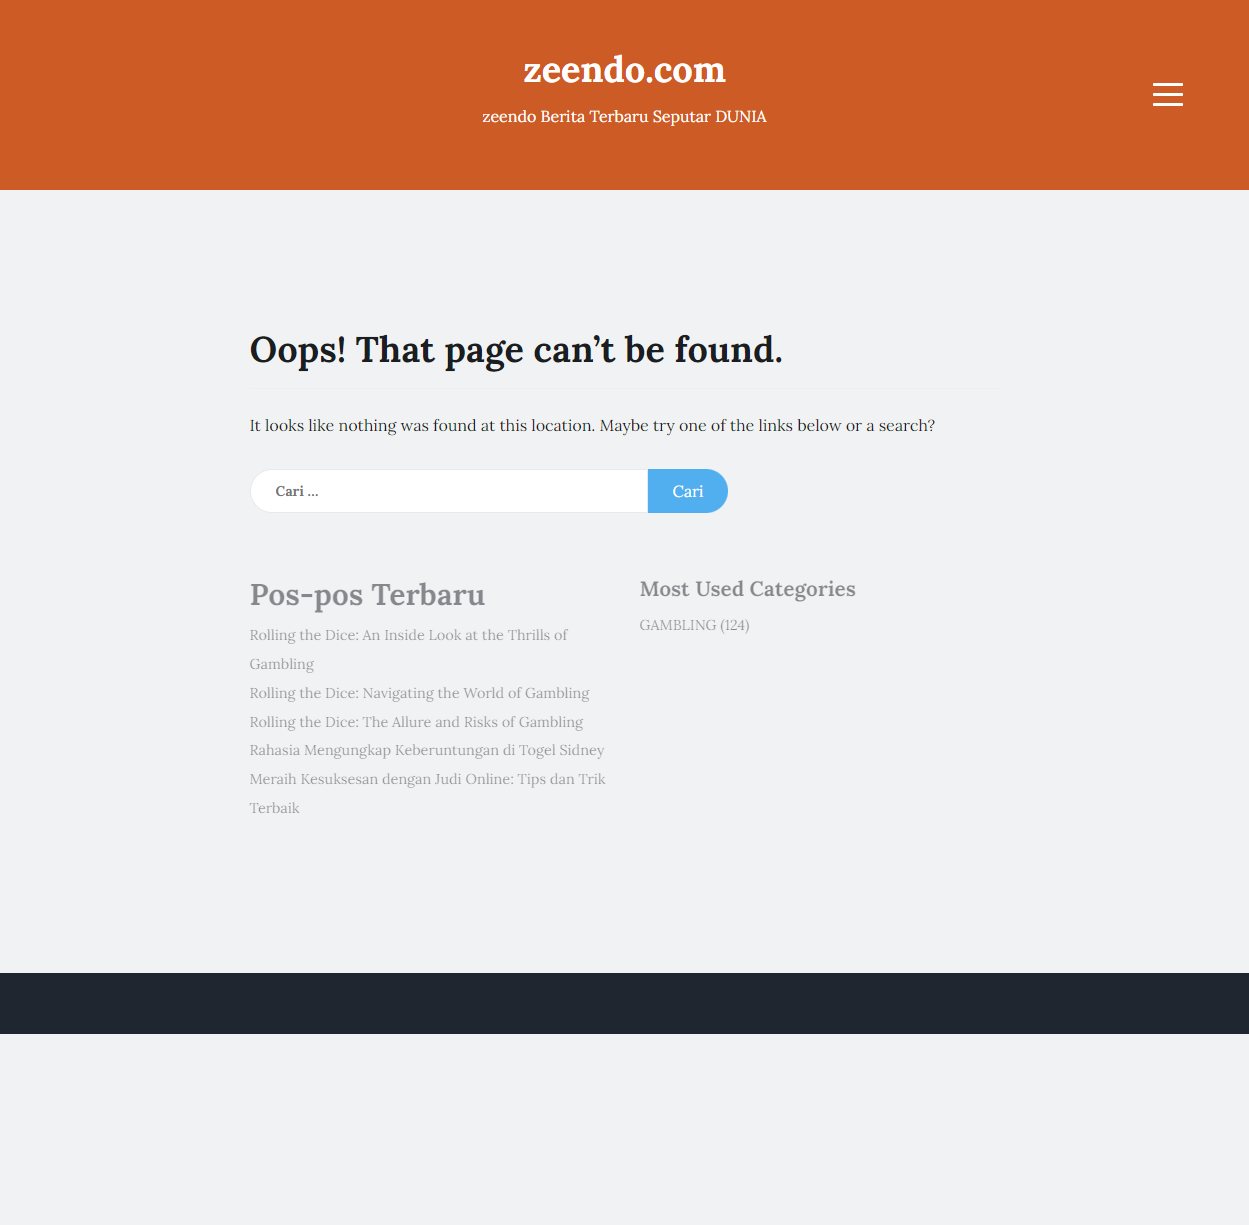 zeendo.com
zeendo Berita Terbaru Seputar DUNIA
Oops! That page can’t be found.
It looks like nothing was found at this location. Maybe try one of the links below or a search?
Cari …
Cari
Pos-pos Terbaru
Rolling the Dice: An Inside Look at the Thrills of
Gambling
Rolling the Dice: Navigating the World of Gambling
Rolling the Dice: The Allure and Risks of Gambling
Rahasia Mengungkap Keberuntungan di Togel Sidney
Meraih Kesuksesan dengan Judi Online: Tips dan Trik
Terbaik
Most Used Categories
GAMBLING (124)